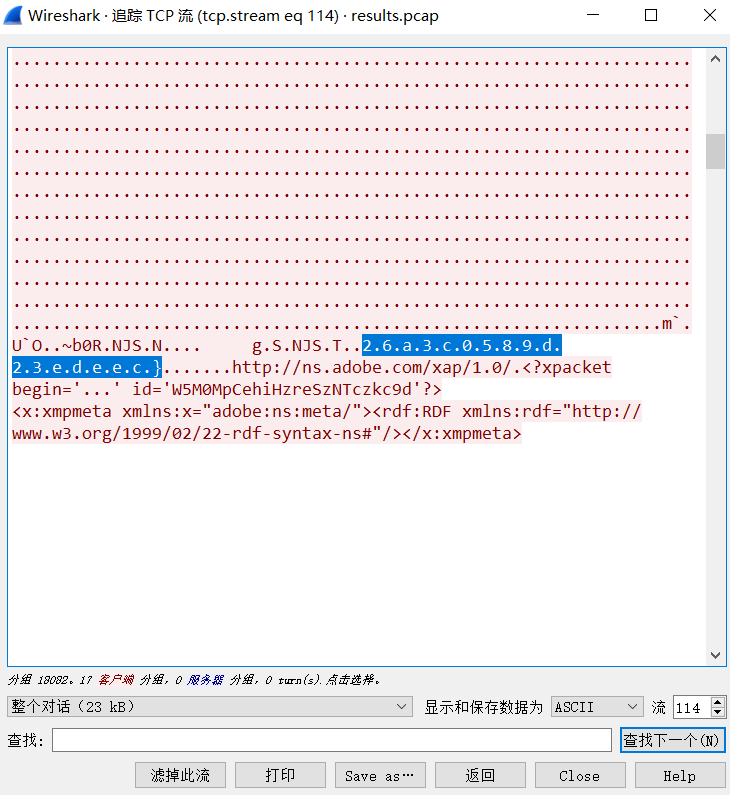 Wireshark · 追踪 TCP 流 (tcp.stream eq 114) · results.pcap
....................................................................
....................................................................
....................................................................
....................................................................
....................................................................
....................................................................
....................................................................
....................................................................
....................................................................
....................................................................
....................................................................
....................................................................
.................................................................m`.
U`O..~b0R.NJS.N....     g.S.NJS.T..2.6.a.3.c.0.5.8.9.d.
2.3.e.d.e.e.c.}.......http://ns.adobe.com/xap/1.0/.<?xpacket
begin='...' id='W5M0MpCehiHzreSzNTczkc9d'?>
<x:xmpmeta xmlns:x="adobe:ns:meta/"><rdf:RDF xmlns:rdf="http://
www.w3.org/1999/02/22-rdf-syntax-ns#"/></x:xmpmeta>
分组 18082。17 客户端 分组, 0 服务器 分组, 0 turn(s).点击选择。
整个对话 (23 kB) 显示和保存数据为 ASCII 流 114
查找: 查找下一个(N)
滤掉此流 打印 Save as… 返回 Close Help